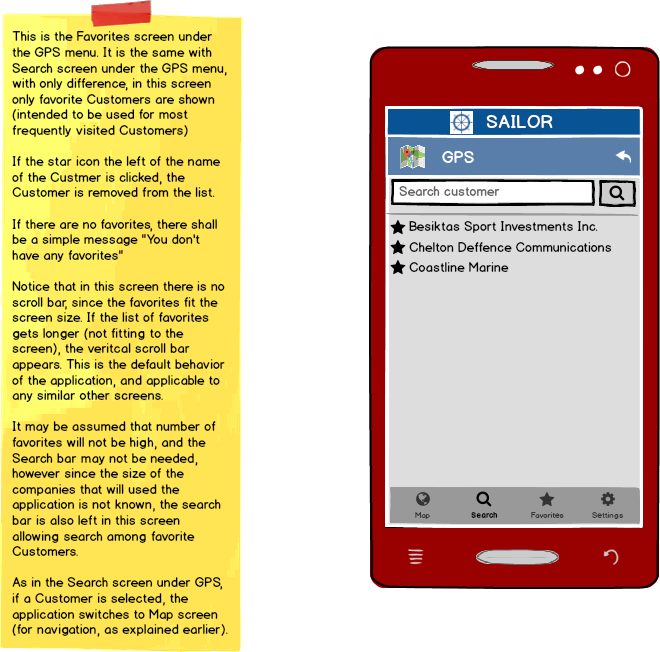 This is the Favorites screen under
the GPS menu. It is the same with
Search screen under the GPS menu,
with only difference, in this screen
only favorite Customers are shown
(intended to be used for most
frequently visited Customers)
If the star icon the left of the name
of the Custmer is clicked, the
Customer is removed from the list.
If there are no favorites, there shall
be a simple message "You don't
have any favorites"
Notice that in this screen there is no
scroll bar, since the favorites fit the
screen size. If the list of favorites
gets longer (not fitting to the
screen), the veritcal scroll bar
appears. This is the default behavior
of the application, and applicable to
any similar other screens.
It may be assumed that number of
favorites will not be high, and the
Search bar may not be needed,
however since the size of the
companies that will used the
application is not known, the search
bar is also left in this screen
allowing search among favorite
Customers.
As in the Search screen under GPS,
if a Customer is selected, the
application switches to Map screen
(for navigation, as explained earlier).
SAILOR
GPS
Search customer
Besiktas Sport Investments Inc.
Chelton Deffence Communications
Coastline Marine
Map Search Favorites Settings